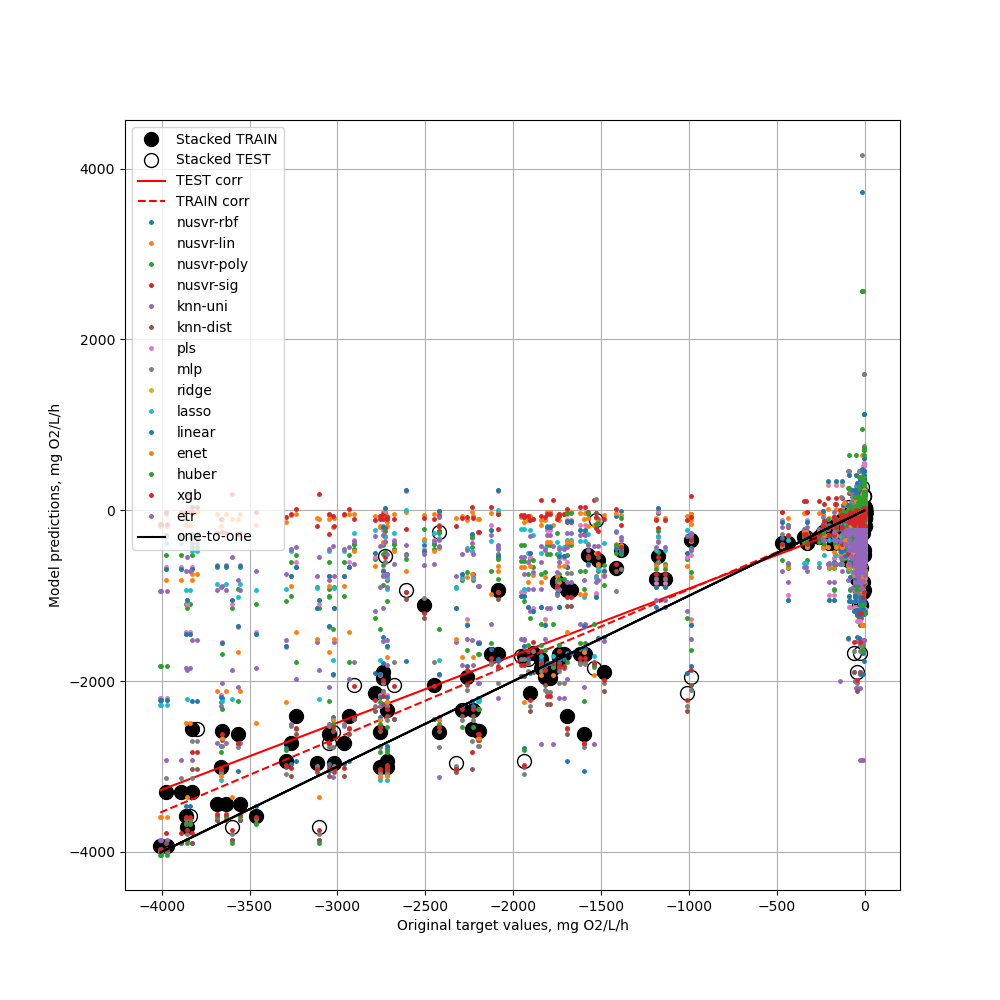 Stacked TRAIN
Stacked TEST
TEST corr
TRAIN corr
nusvr-rbf
nusvr-lin
nusvr-poly
nusvr-sig
knn-uni
knn-dist
pls
mlp
ridge
lasso
linear
enet
huber
xgb
etr
one-to-one
4000
2000
0
−2000
−4000
Model predictions, mg O2/L/h
−4000 −3500 −3000 −2500 −2000 −1500 −1000 −500 0
Original target values, mg O2/L/h